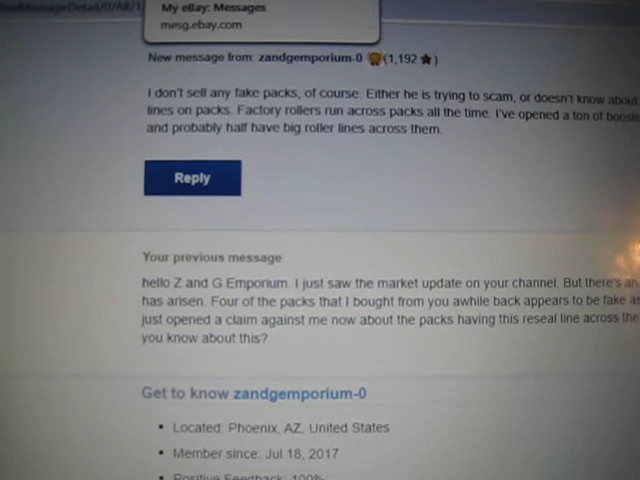 My eBay: Messages
mesg.ebay.com
New message from: zandgemporium-0 (1,192 ★)
I don't sell any fake packs, of course. Either he is trying to scam, or doesn't know about
lines on packs. Factory rollers run across packs all the time. I've opened a ton of booste
and probably half have big roller lines across them.
Reply
Your previous message
hello Z and G Emporium. I just saw the market update on your channel. But there's an
has arisen. Four of the packs that I bought from you awhile back appears to be fake as
just opened a claim against me now about the packs having this reseal line across the
you know about this?
Get to know zandgemporium-0
• Located: Phoenix, AZ, United States
• Member since: Jul 18, 2017
• Positive Feedback: 100%